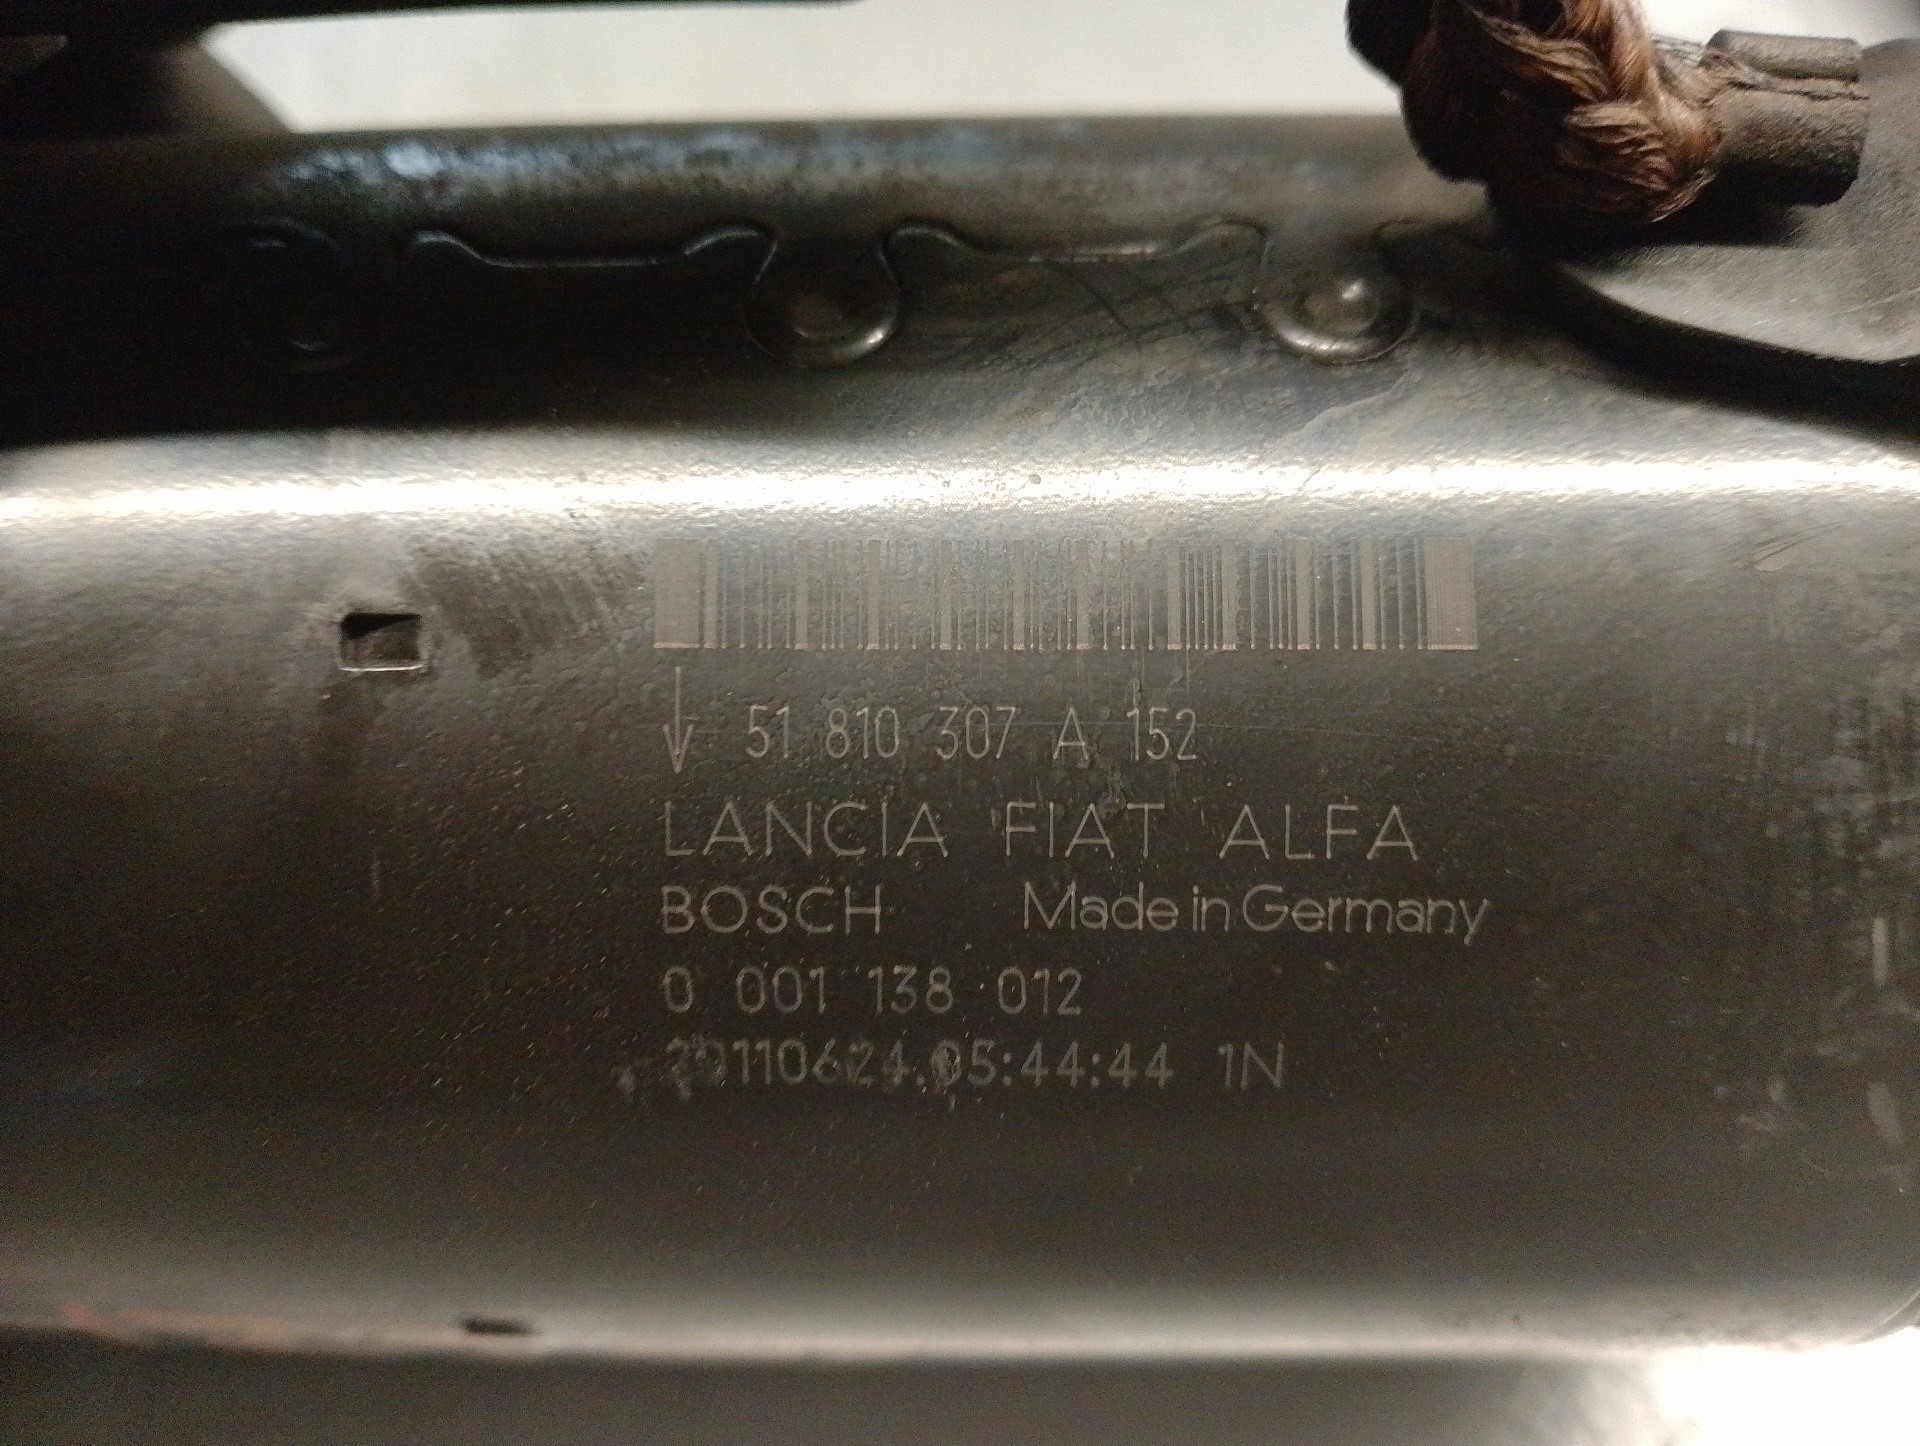 51 810 307 A 152
LANCIA FIAT ALFA
BOSCH Made in Germany
0 001 138 012
20110624.05:44:44 1N